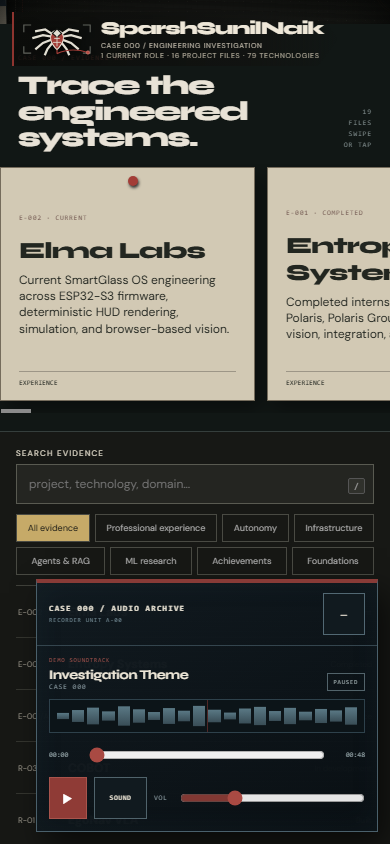 SparshSunilNaik
CASE 000 / ENGINEERING INVESTIGATION
1 CURRENT ROLE · 16 PROJECT FILES · 79 TECHNOLOGIES
Trace the
engineered
systems.
19
FILES
SWIPE
OR TAP
E-002 · CURRENT
Elma Labs
Current SmartGlass OS engineering
across ESP32-S3 firmware,
deterministic HUD rendering,
simulation, and browser-based vision.
EXPERIENCE
E-001 · COMPLETED
Completed
Polaris, Polaris
vision, integration,
EXPERIENCE
SEARCH EVIDENCE
project, technology, domain...
/
All evidence
Professional experience
Autonomy
Infrastructure
Agents & RAG
ML research
Achievements
Foundations
CASE 000 / AUDIO ARCHIVE
RECORDER UNIT A-00
–
DEMO SOUNDTRACK
Investigation Theme
CASE 000
PAUSED
00:00
00:48
SOUND
VOL